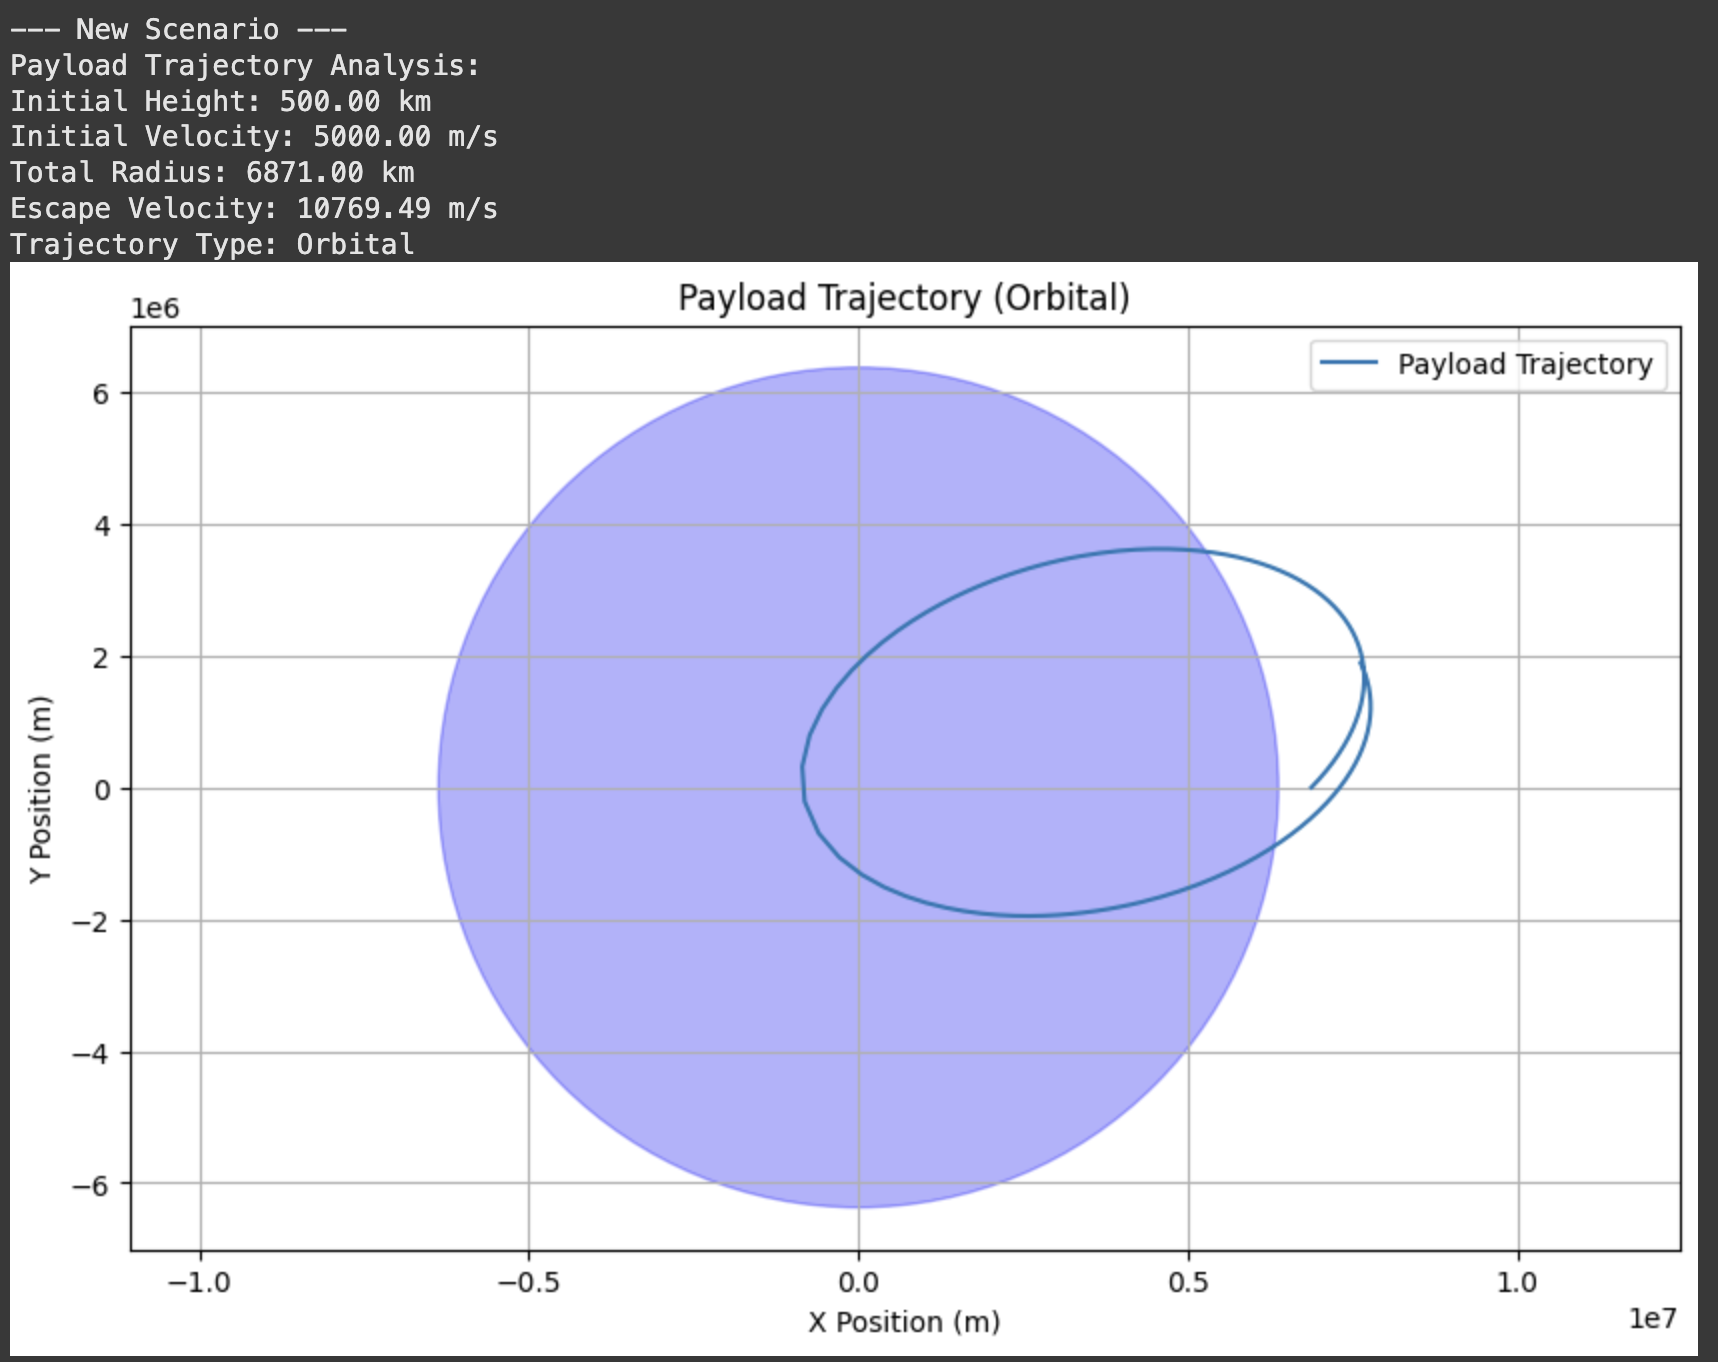 --- New Scenario ---
Payload Trajectory Analysis:
Initial Height: 500.00 km
Initial Velocity: 5000.00 m/s
Total Radius: 6871.00 km
Escape Velocity: 10769.49 m/s
Trajectory Type: Orbital
Payload Trajectory (Orbital)
1e6
Payload Trajectory
6
4
2
0
−2
−4
−6
Y Position (m)
−1.0 −0.5 0.0 0.5 1.0
X Position (m)
1e7